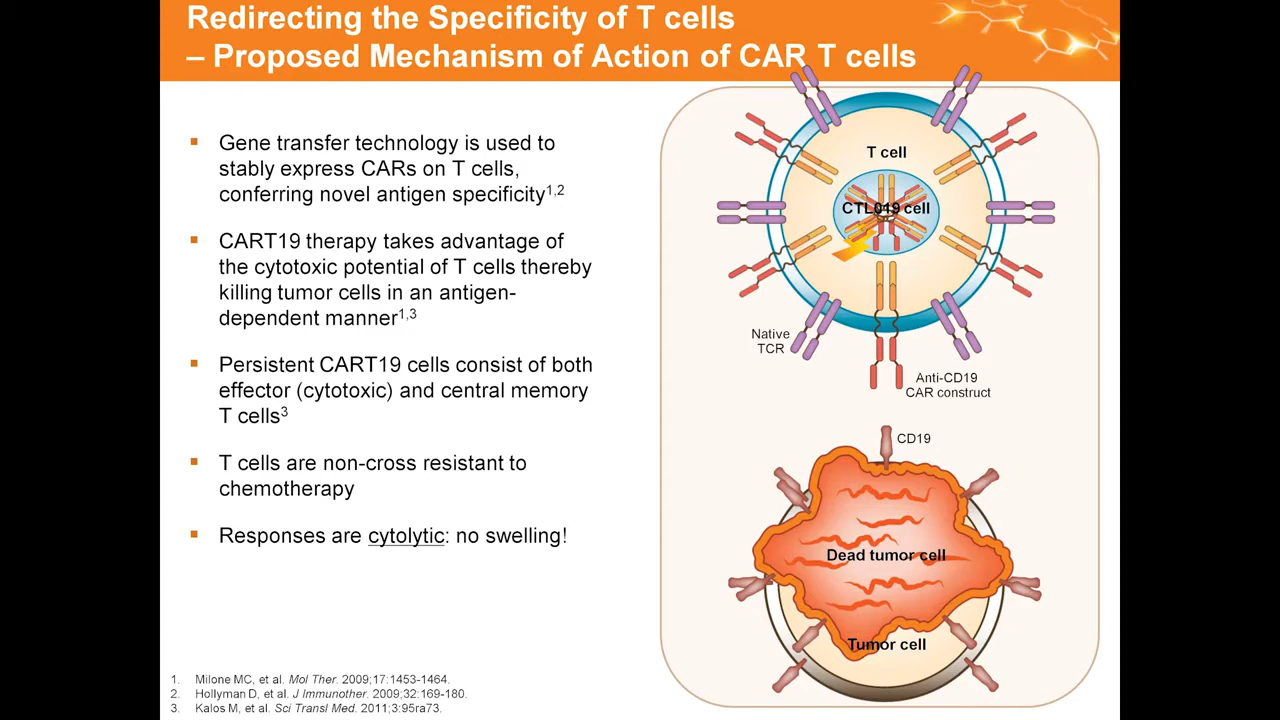 Redirecting the Specificity of T cells
– Proposed Mechanism of Action of CAR T cells
▪ Gene transfer technology is used to
stably express CARs on T cells,
conferring novel antigen specificity1,2
▪ CART19 therapy takes advantage of
the cytotoxic potential of T cells thereby
killing tumor cells in an antigen-
dependent manner1,3
▪ Persistent CART19 cells consist of both
effector (cytotoxic) and central memory
T cells3
▪ T cells are non-cross resistant to
chemotherapy
▪ Responses are cytolytic: no swelling!
T cell
CTL049 cell
Native
TCR
Anti-CD19
CAR construct
CD19
Dead tumor cell
Tumor cell
1. Milone MC, et al. Mol Ther. 2009;17:1453-1464.
2. Hollyman D, et al. J Immunother. 2009;32:169-180.
3. Kalos M, et al. Sci Transl Med. 2011;3:95ra73.